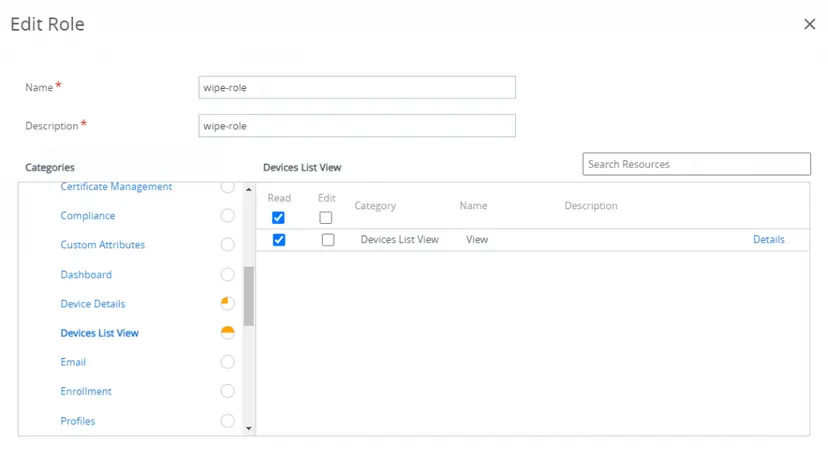 Edit Role
Name *
wipe-role
Description *
wipe-role
Categories
Devices List View
Search Resources
Certificate Management
Compliance
Custom Attributes
Dashboard
Device Details
Devices List View
Email
Enrollment
Profiles
Read Edit Category Name Description
Devices List View View Details